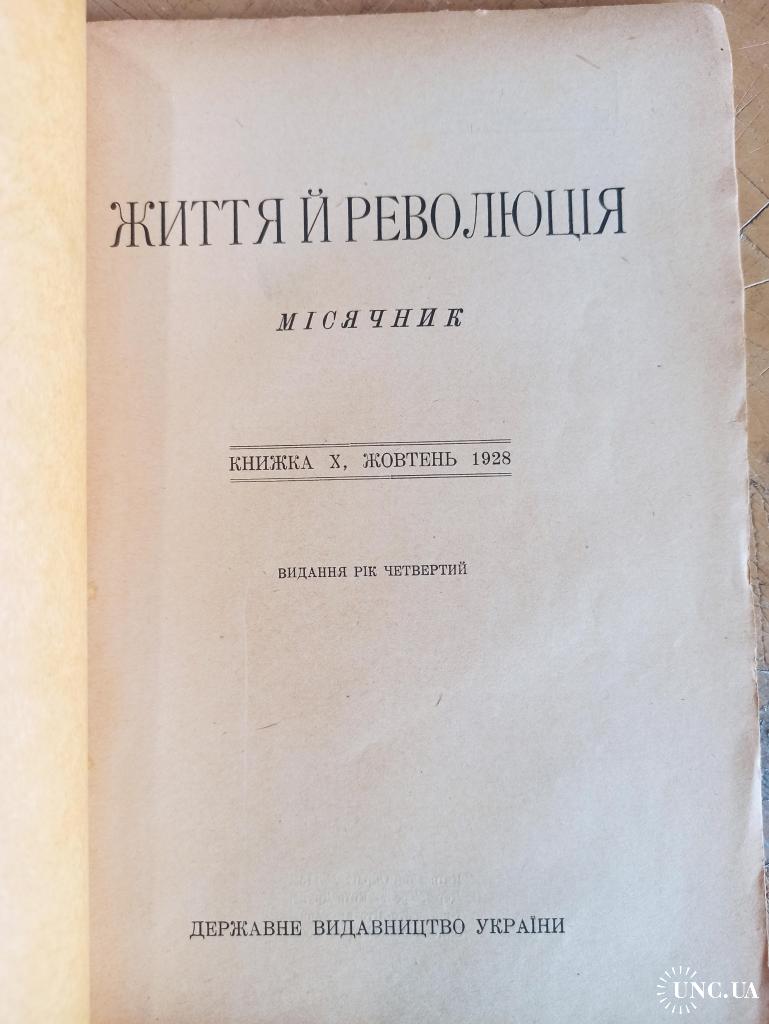 ЖИТТЯ Й РЕВОЛЮЦІЯ
МІСЯЧНИК
КНИЖКА X, ЖОВТЕНЬ 1928
ВИДАННЯ РІК ЧЕТВЕРТИЙ
ДЕРЖАВНЕ ВИДАВНИЦТВО УКРАЇНИ
UNC.UA